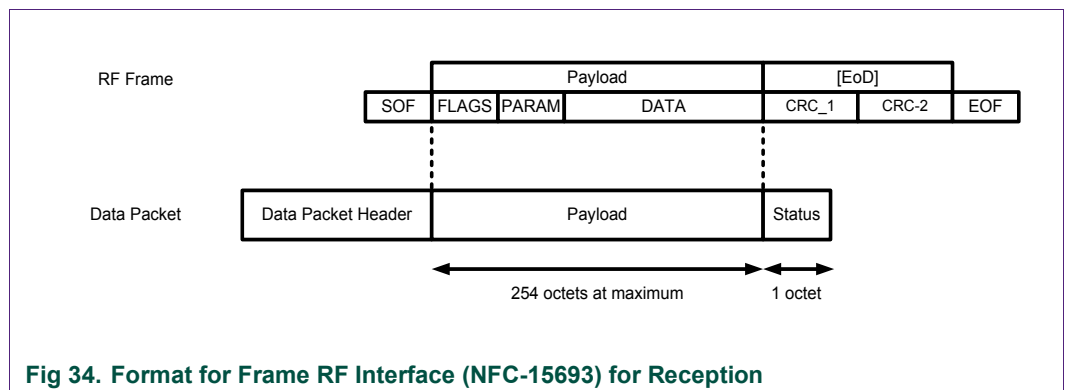 RF Frame
Payload
[EoD]
SOF
FLAGS
PARAM
DATA
CRC_1
CRC-2
EOF
Data Packet
Data Packet Header
Payload
Status
254 octets at maximum
1 octet
Fig 34. Format for Frame RF Interface (NFC-15693) for Reception